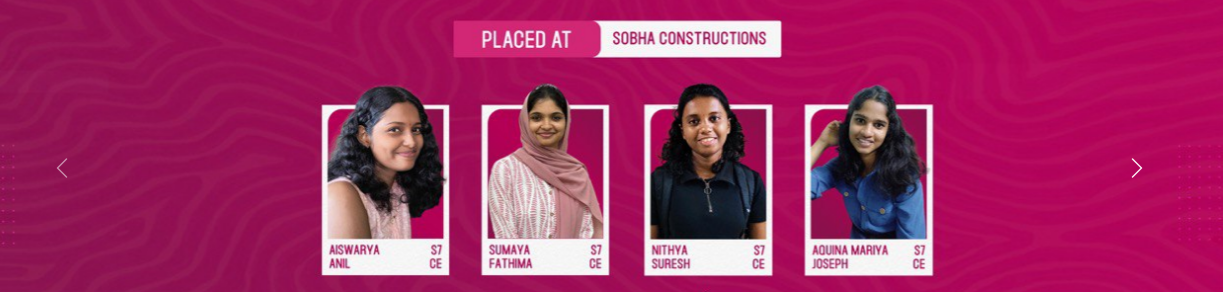 PLACED AT SOBHA CONSTRUCTIONS
AISWARYA ANIL S7 CE
SUMAYA FATHIMA S7 CE
NITHYA SURESH S7 CE
AQUINA MARIYA JOSEPH S7 CE